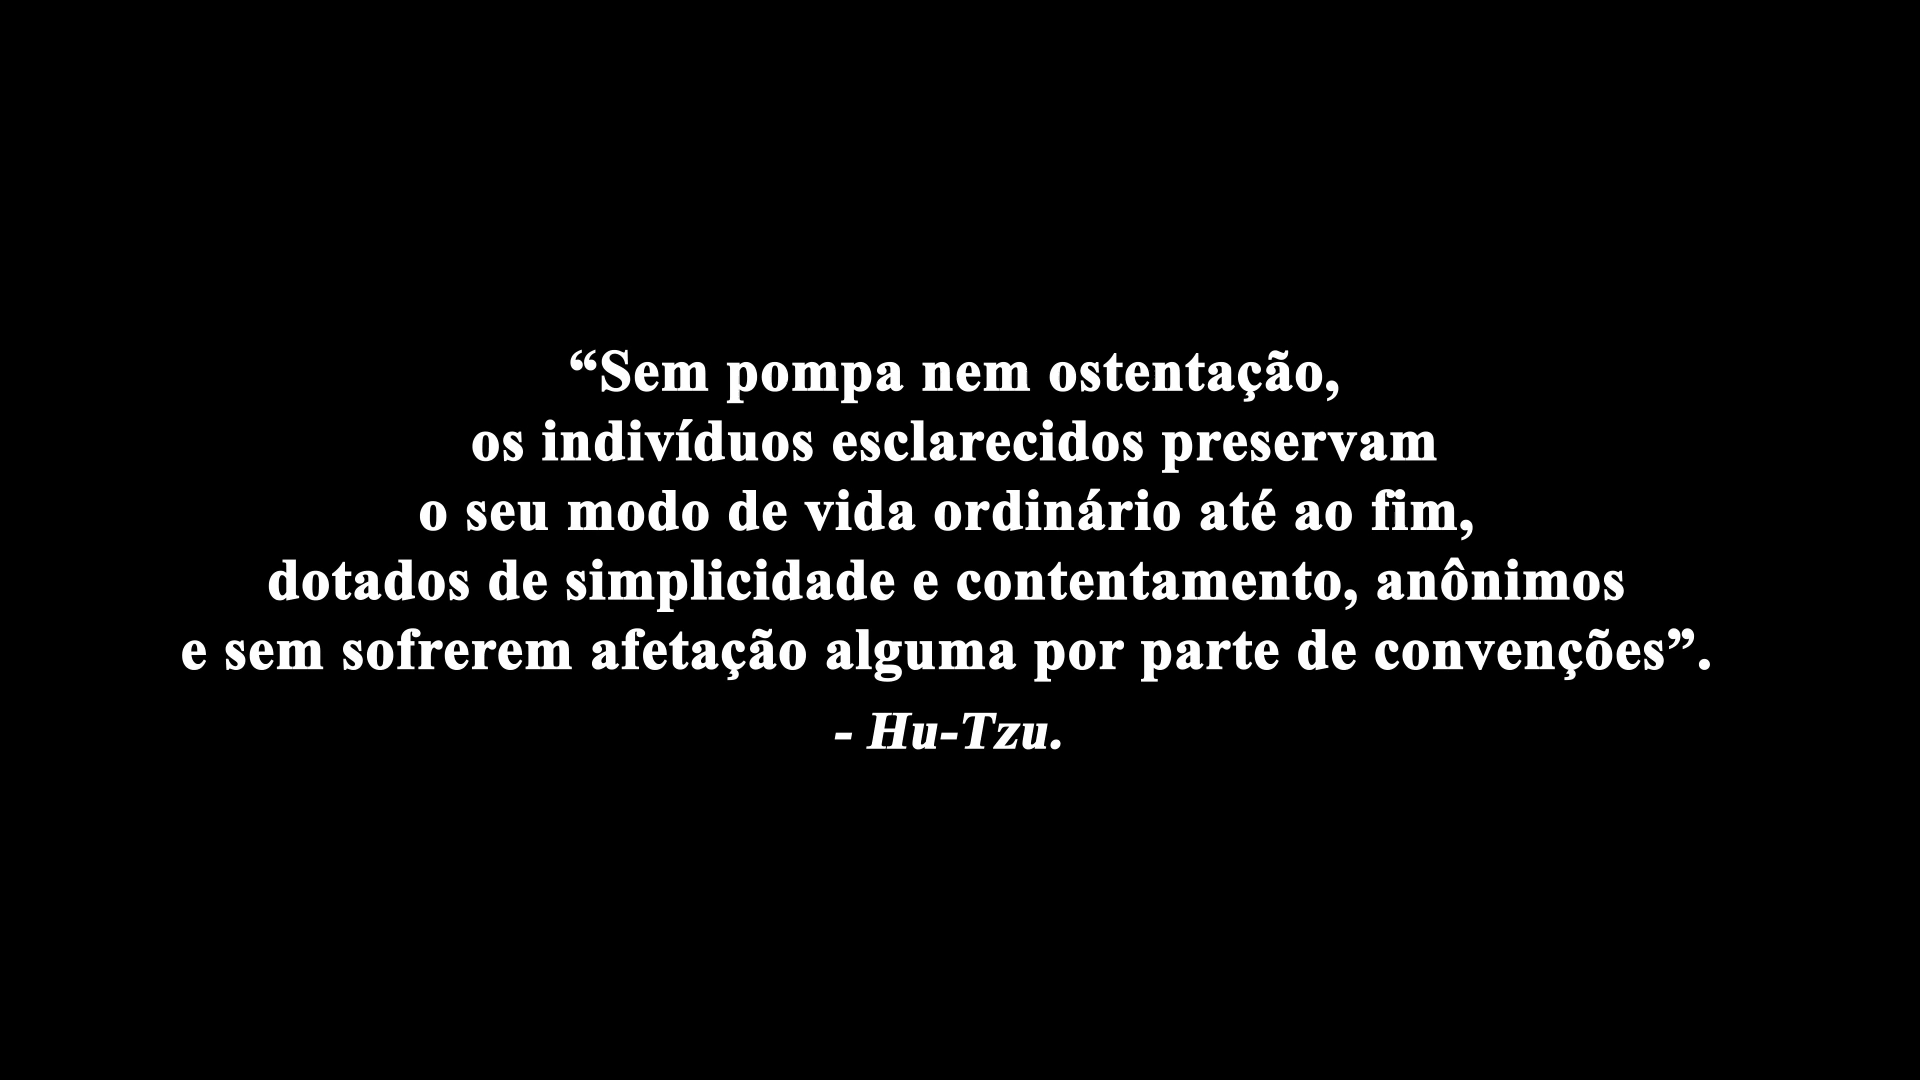 “Sem pompa nem ostentação,
os indivíduos esclarecidos preservam
o seu modo de vida ordinário até ao fim,
dotados de simplicidade e contentamento, anônimos
e sem sofrerem afetação alguma por parte de convenções”.
- Hu-Tzu.